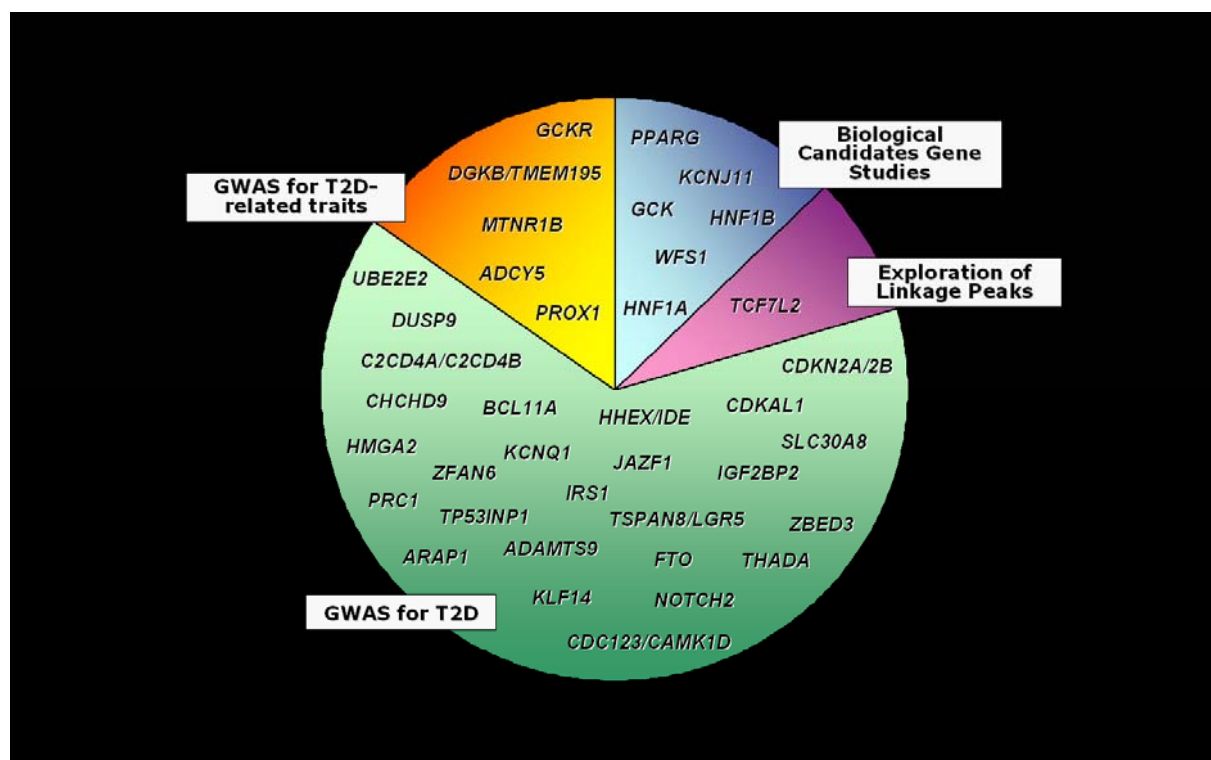 GCKR
DGKB/TMEM195
MTNR1B
ADCY5
PROX1
GWAS for T2D-
related traits
PPARG
KCNJ11
GCK
HNF1B
WFS1
HNF1A
Biological
Candidates Gene
Studies
TCF7L2
Exploration of
Linkage Peaks
UBE2E2
DUSP9
C2CD4A/C2CD4B
CDKN2A/2B
CHCHD9
BCL11A
HHEX/IDE
CDKAL1
HMGA2
KCNQ1
JAZF1
SLC30A8
ZFAN6
IGF2BP2
PRC1
IRS1
TP53INP1
TSPAN8/LGR5
ZBED3
ARAP1
ADAMTS9
FTO
THADA
KLF14
NOTCH2
GWAS for T2D
CDC123/CAMK1D